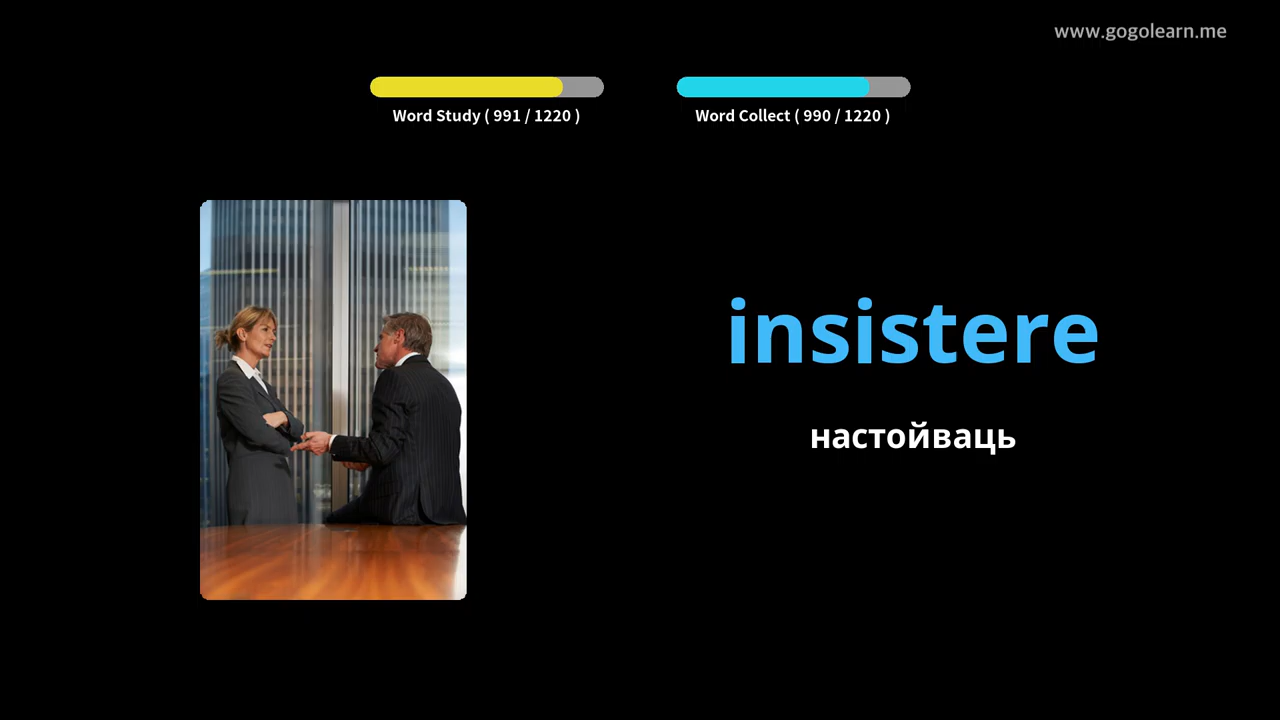 www.gogolearn.me
Word Study ( 991 / 1220 )
Word Collect ( 990 / 1220 )
insistere
настойваць